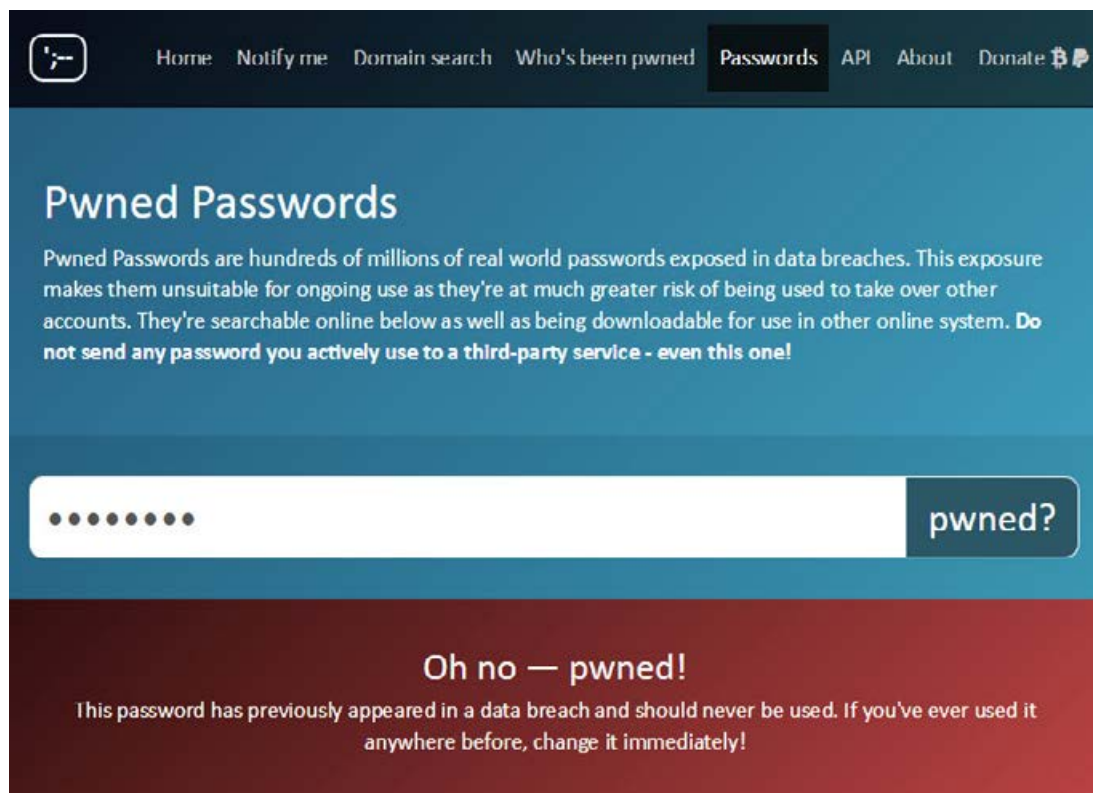 ';--
Home Notify me Domain search Who's been pwned Passwords API About Donate
Pwned Passwords
Pwned Passwords are hundreds of millions of real world passwords exposed in data breaches. This exposure
makes them unsuitable for ongoing use as they're at much greater risk of being used to take over other
accounts. They're searchable online below as well as being downloadable for use in other online system. Do
not send any password you actively use to a third-party service - even this one!
••••••••
pwned?
Oh no — pwned!
This password has previously appeared in a data breach and should never be used. If you've ever used it
anywhere before, change it immediately!